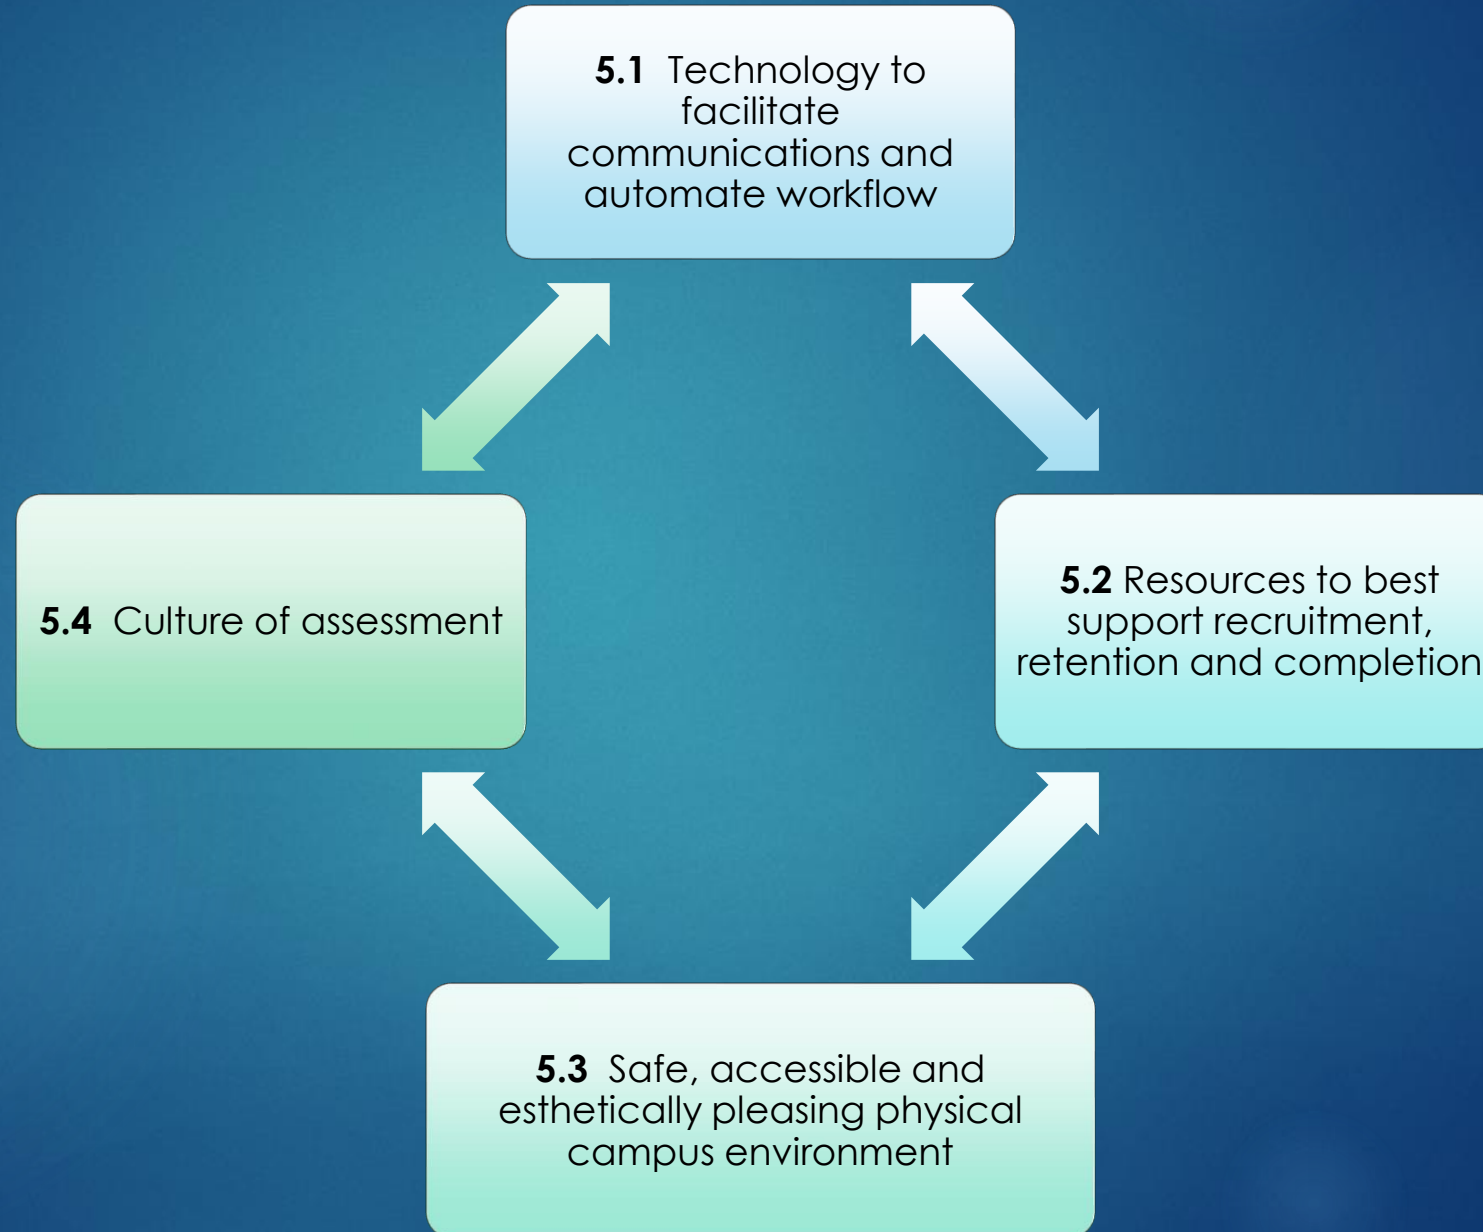 5.1 Technology to
facilitate
communications and
automate workflow
5.2 Resources to best
support recruitment,
retention and completion
5.3 Safe, accessible and
esthetically pleasing physical
campus environment
5.4 Culture of assessment